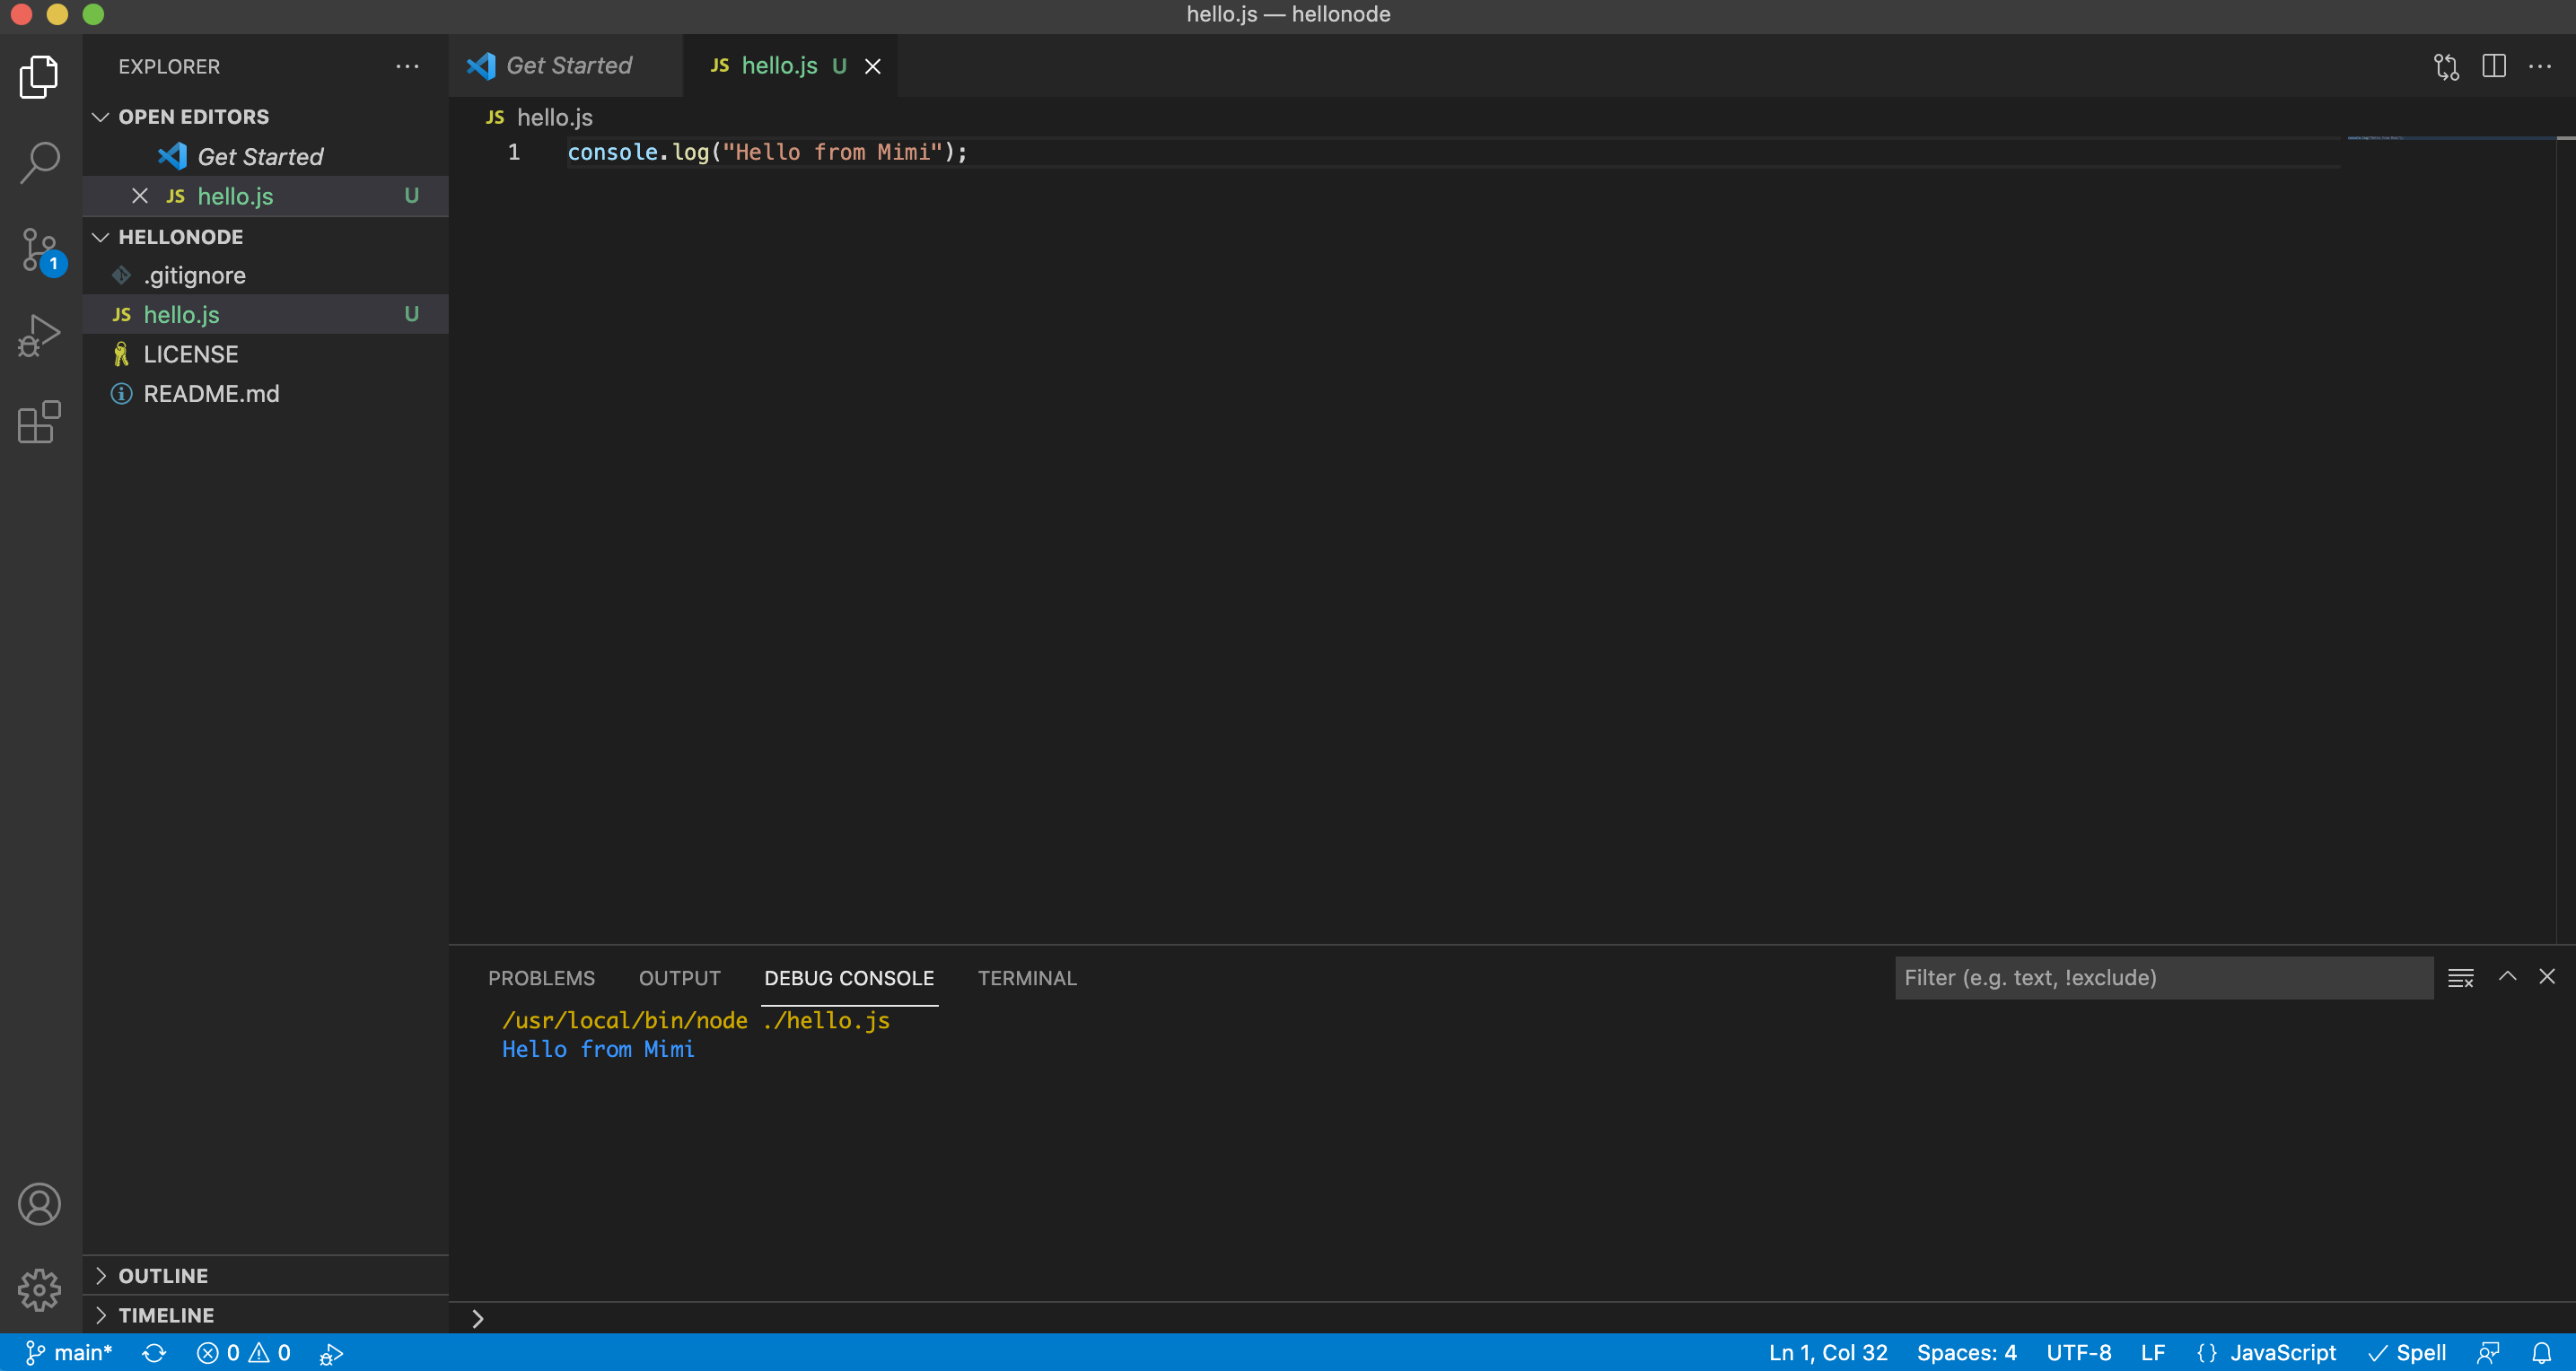 hello.js — hellonode
EXPLORER
OPEN EDITORS
Get Started
JS hello.js U
HELLONODE
.gitignore
JS hello.js U
LICENSE
README.md
OUTLINE
TIMELINE
1
Get Started
JS hello.js U
JS hello.js
1 console.log("Hello from Mimi");
PROBLEMS OUTPUT DEBUG CONSOLE TERMINAL
Filter (e.g. text, !exclude)
/usr/local/bin/node ./hello.js
Hello from Mimi
main* 0 0 Ln 1, Col 32 Spaces: 4 UTF-8 LF {} JavaScript Spell